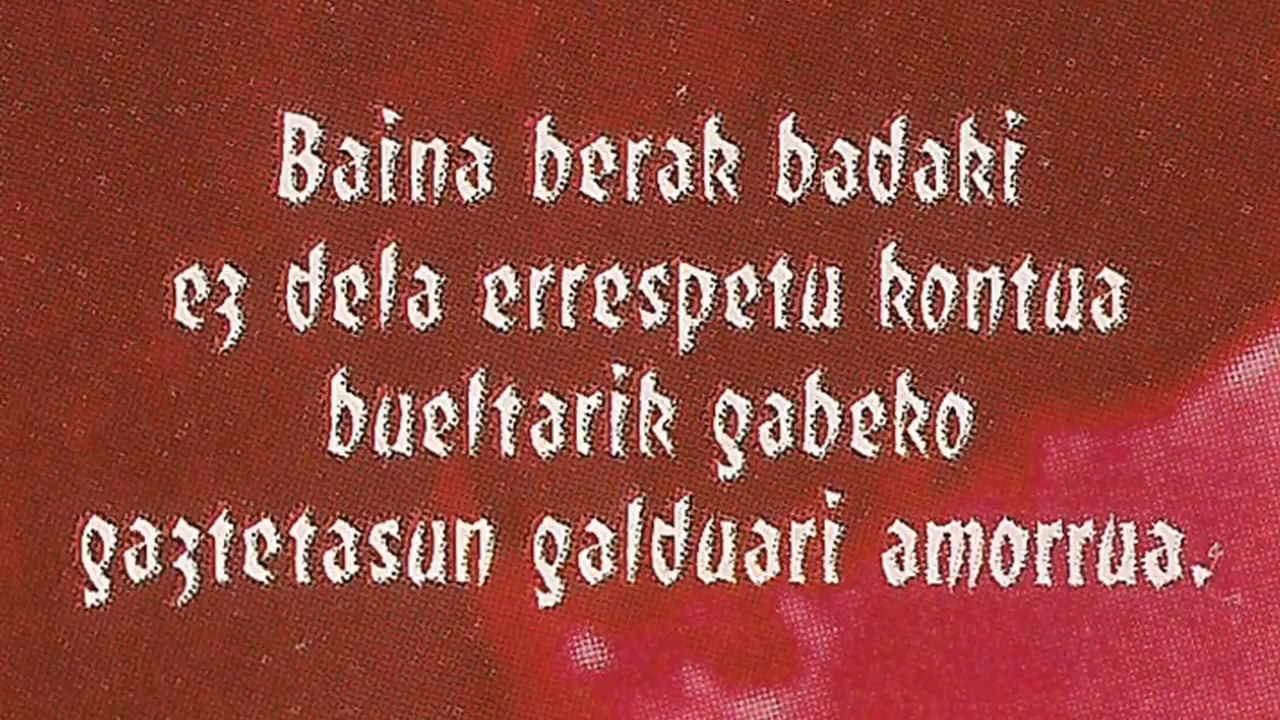 Baina berak badaki
ez dela errespetu kontua
bueltarik gabeko
gaztetasun galduari amorrua.